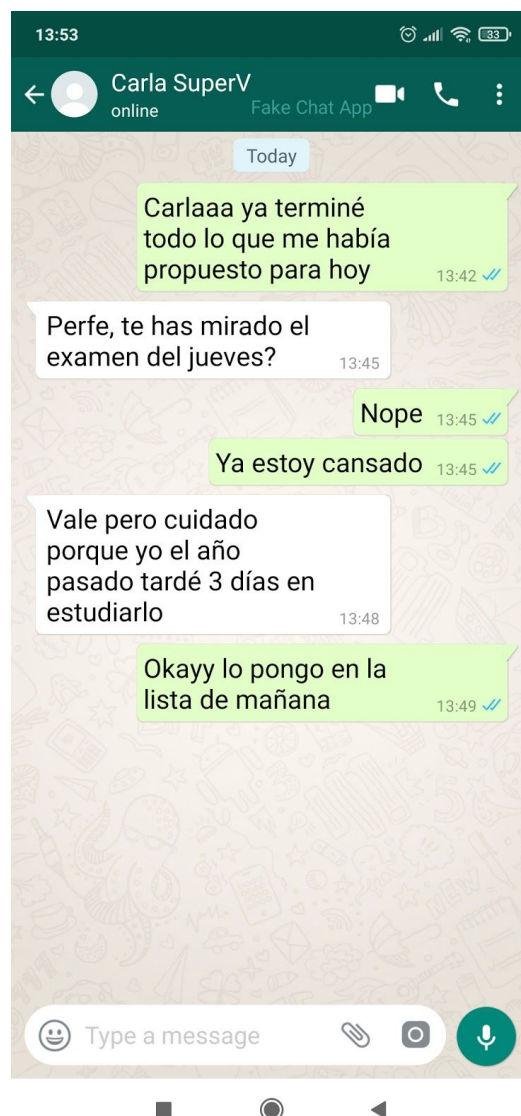 13:53
33
Carla SuperV
online
Fake Chat App
Today
Carlaaa ya terminé
todo lo que me había
propuesto para hoy
13:42
Perfe, te has mirado el
examen del jueves?
13:45
Nope
13:45
Ya estoy cansado
13:45
Vale pero cuidado
porque yo el año
pasado tardé 3 días en
estudiarlo
13:48
Okayy lo pongo en la
lista de mañana
13:49
Type a message